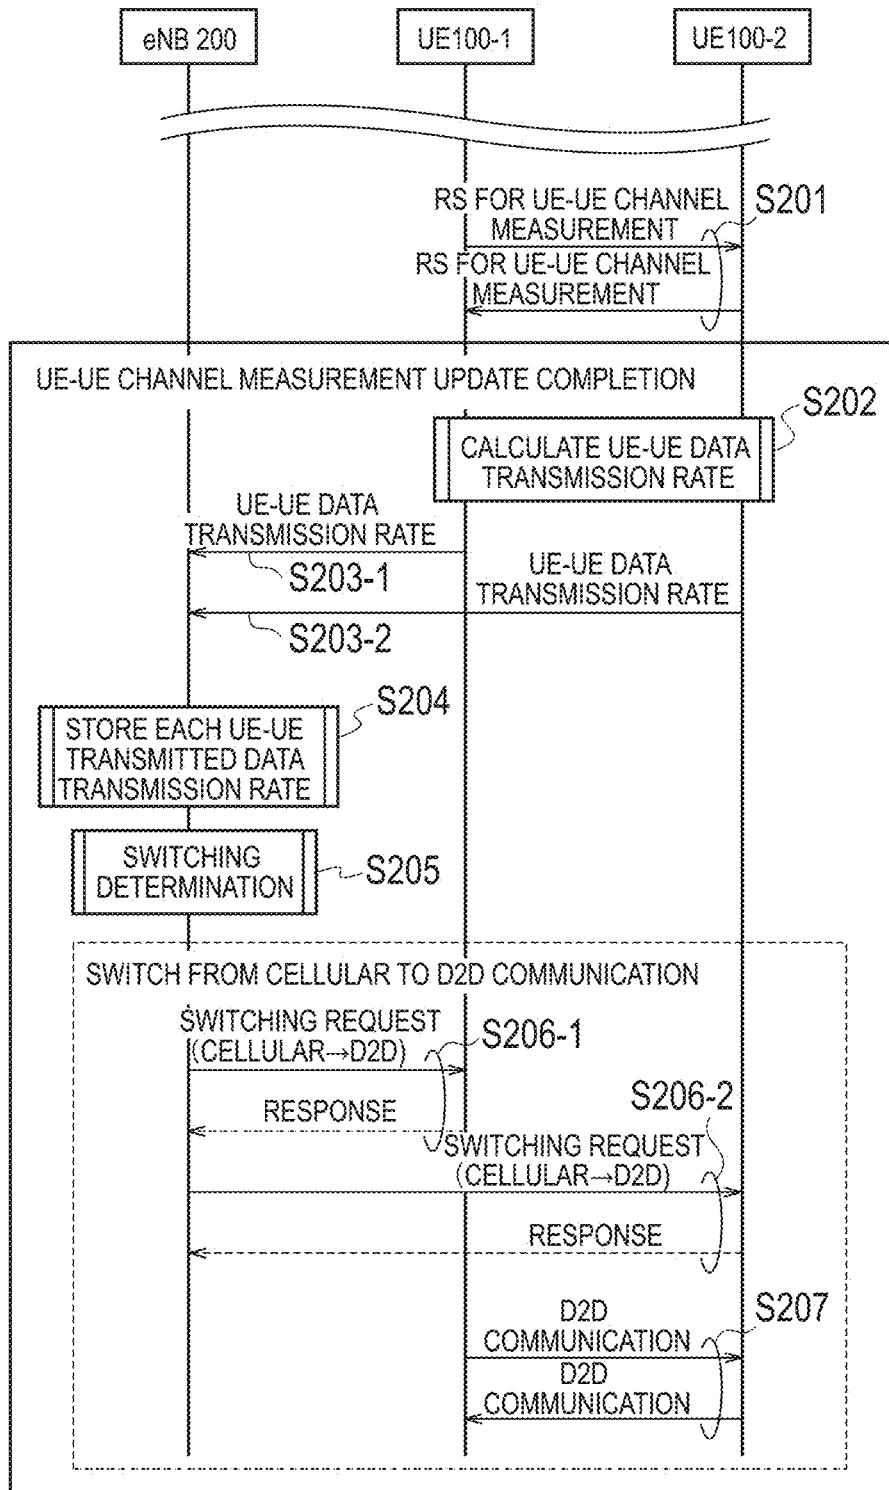 eNB 200
UE100-1
UE100-2
RS FOR UE-UE CHANNEL
MEASUREMENT
S201
RS FOR UE-UE CHANNEL
MEASUREMENT
UE-UE CHANNEL MEASUREMENT UPDATE COMPLETION
S202
CALCULATE UE-UE DATA
TRANSMISSION RATE
UE-UE DATA
TRANSMISSION RATE
S203-1
UE-UE DATA
TRANSMISSION RATE
S203-2
S204
STORE EACH UE-UE
TRANSMITTED DATA
TRANSMISSION RATE
SWITCHING
DETERMINATION
S205
SWITCH FROM CELLULAR TO D2D COMMUNICATION
SWITCHING REQUEST
(CELLULAR→D2D)
S206-1
RESPONSE
S206-2
SWITCHING REQUEST
(CELLULAR→D2D)
RESPONSE
S207
D2D
COMMUNICATION
D2D
COMMUNICATION